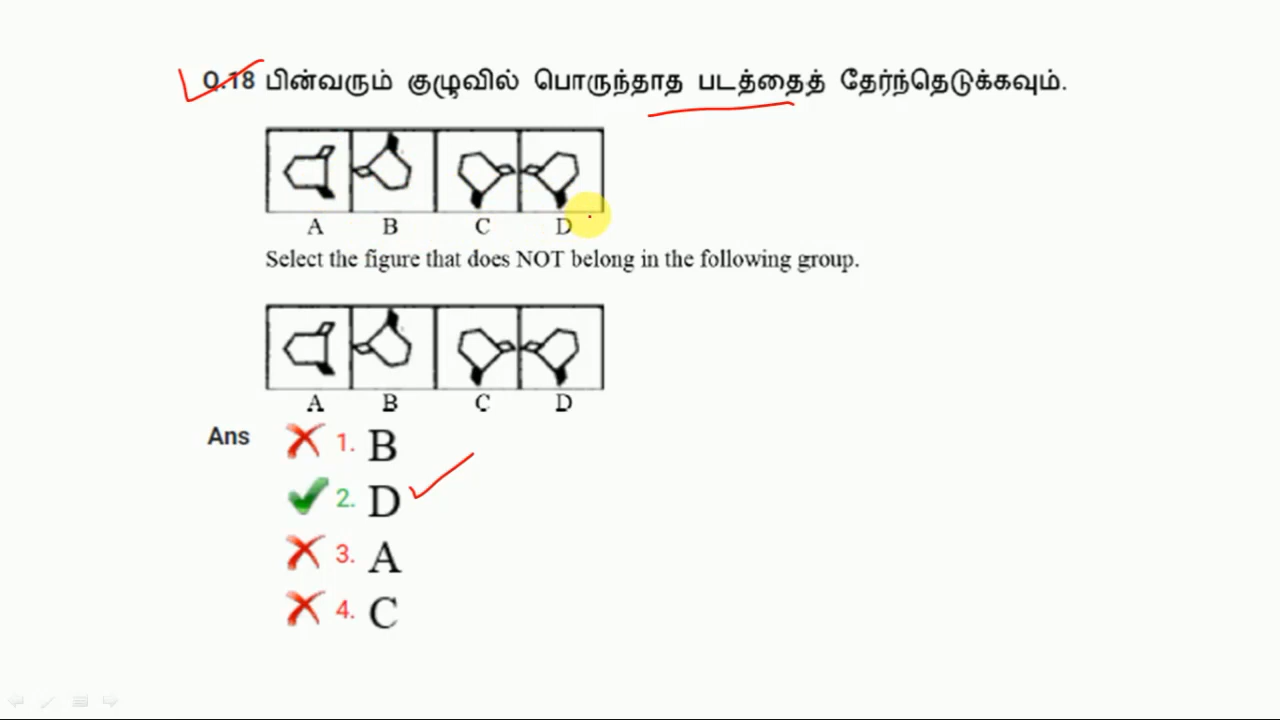 Q.18 பின்வரும் குழுவில் பொருந்தாத படத்தைத் தேர்ந்தெடுக்கவும்.
A B C D
Select the figure that does NOT belong in the following group.
A B C D
Ans 1. B
2. D
3. A
4. C